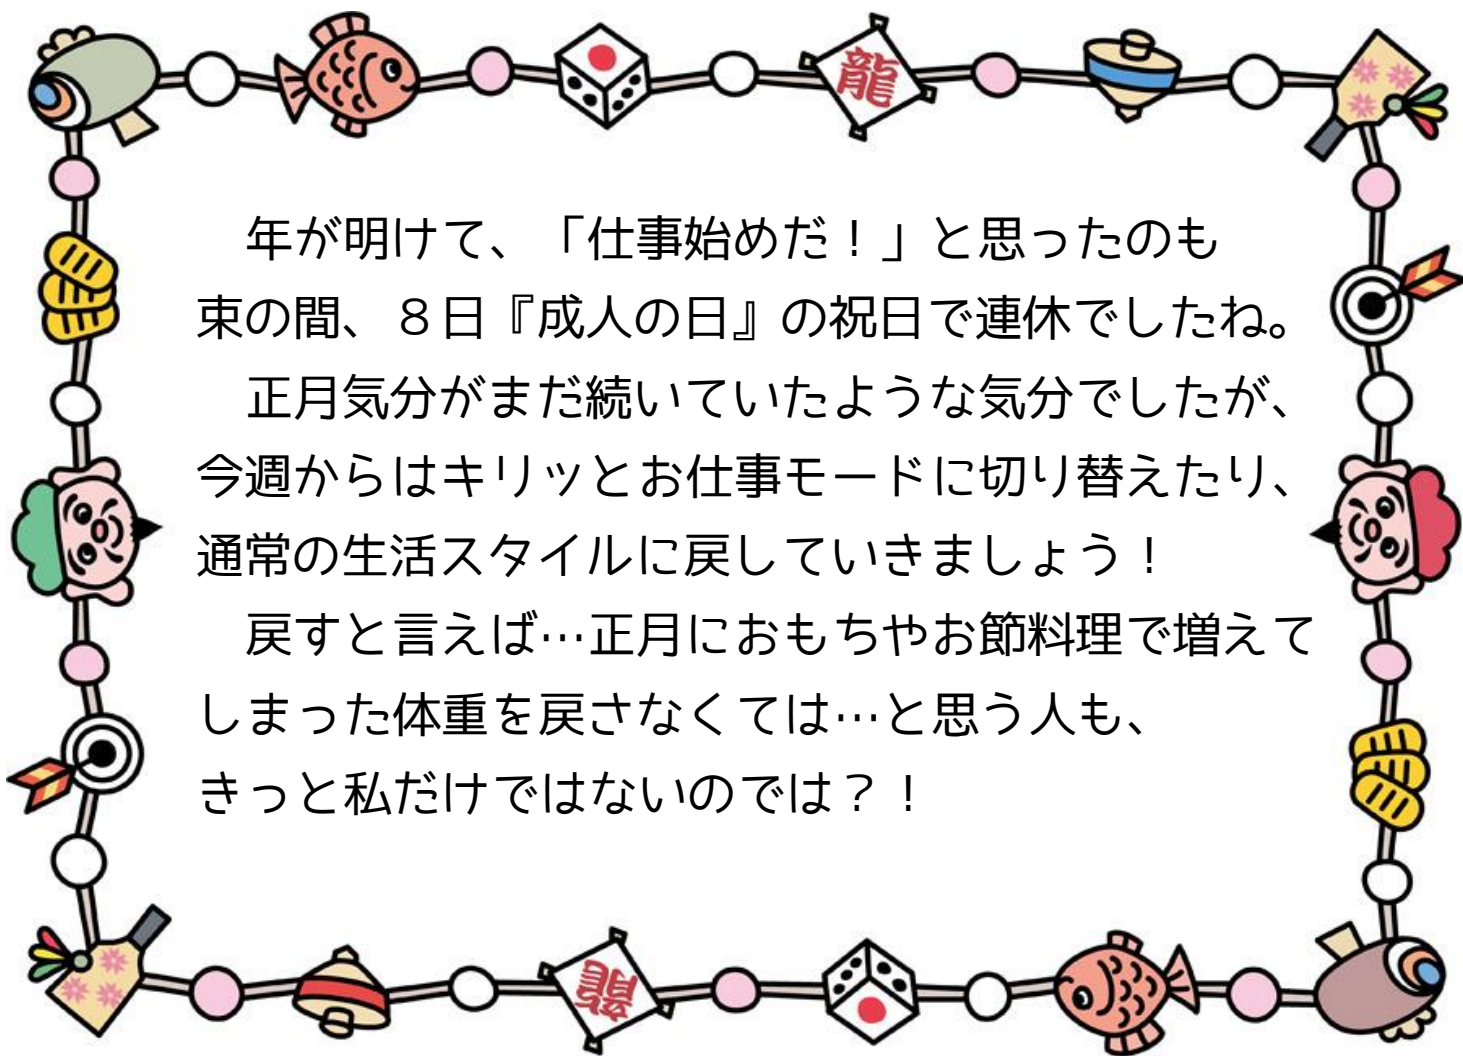 龍
　年が明けて、「仕事始めだ！」と思ったのも
束の間、８日『成人の日』の祝日で連休でしたね。
　正月気分がまだ続いていたような気分でしたが、
今週からはキリッとお仕事モードに切り替えたり、
通常の生活スタイルに戻していきましょう！
　戻すと言えば…正月におもちやお節料理で増えて
しまった体重を戻さなくては…と思う人も、
きっと私だけではないのでは？！
龍